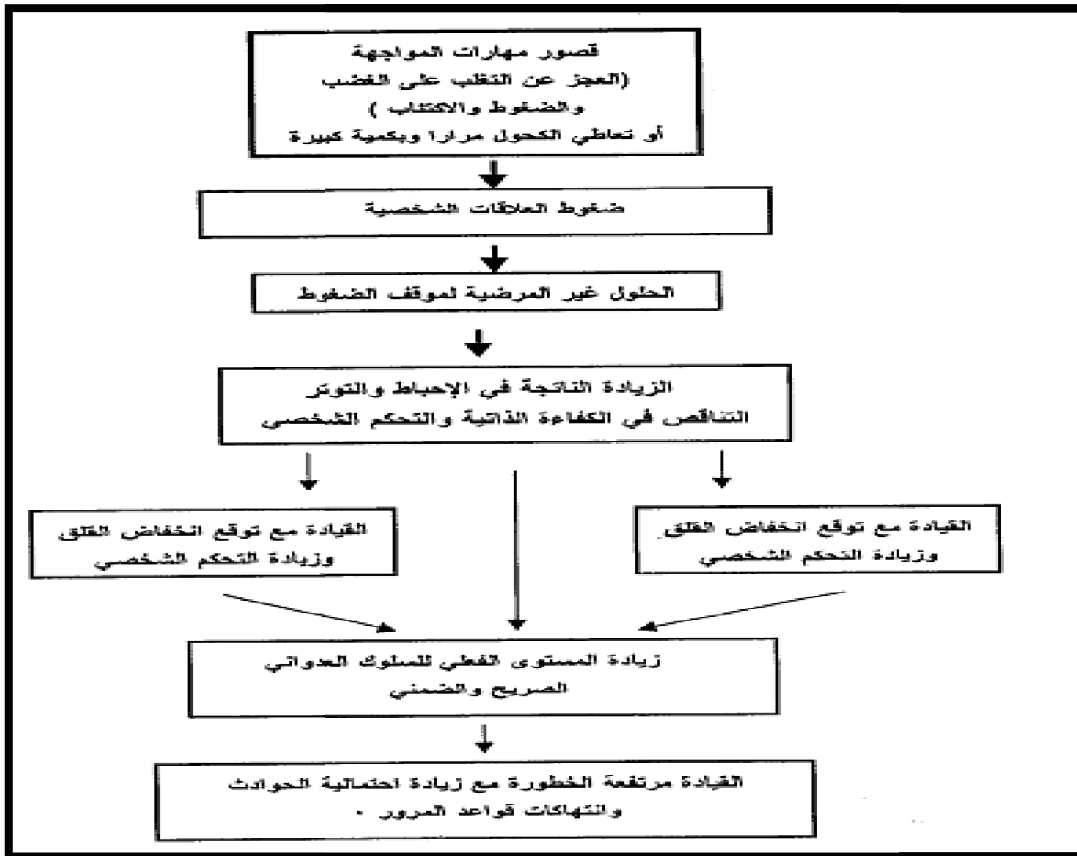 قصور مهارات المواجهة
(العجز عن التغلب على الغضب
والضغوط والاكتئاب )
أو تعاطي الكحول مرارا وبكمية كبيرة
ضغوط العلاقات الشخصية
الحلول غير المرضية لموقف الضغوط
الزيادة الناتجة في الإحباط والتوتر
التناقص في الكفاءة الذاتية والتحكم الشخصي
القيادة مع توقع انخفاض القلق
وزيادة التحكم الشخصي
القيادة مع توقع انخفاض القلق
وزيادة التحكم الشخصي
زيادة المستوى الفعلي للسلوك العدواني
الصريح والضمني
القيادة مرتفعة الخطورة مع زيادة احتمالية الحوادث
وانتهاكات قواعد المرور .